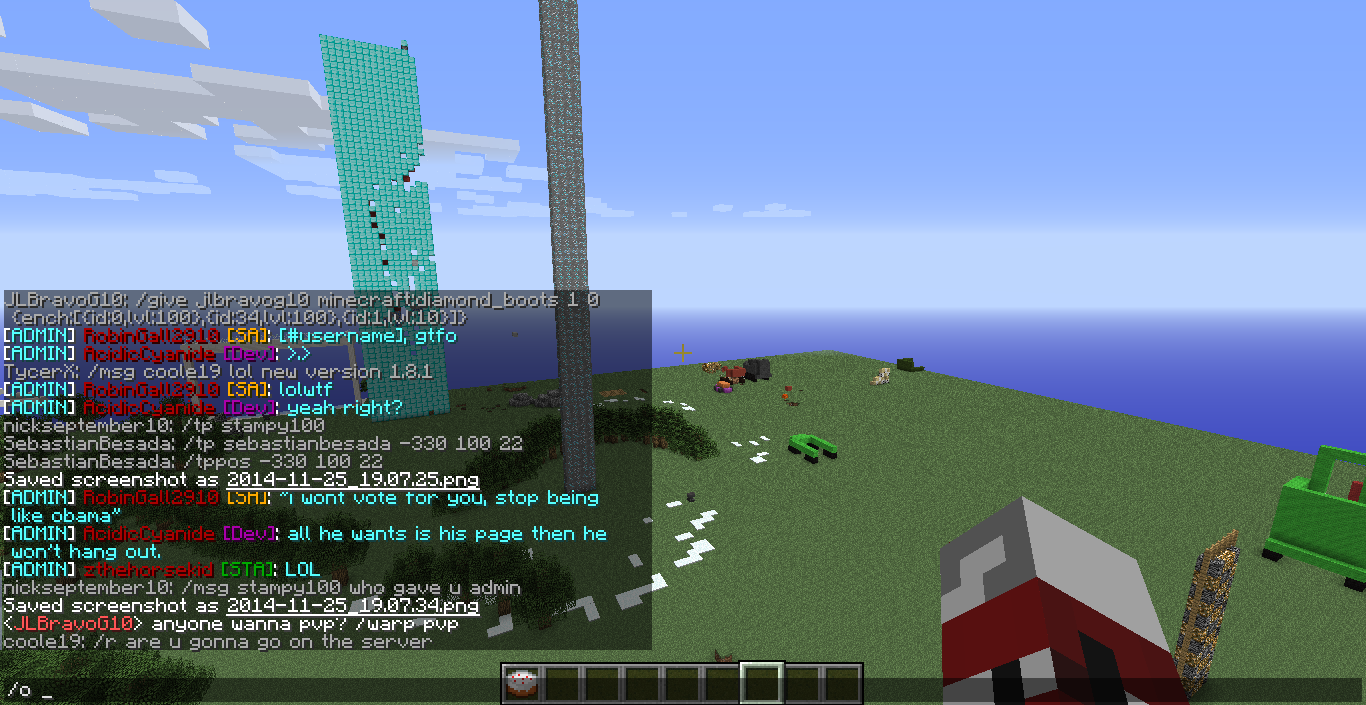 JLBravoG10: /give jlbravog10 minecraft:diamond_boots 1 0
{ench:[{id:0,lvl:100},{id:34,lvl:100},{id:1,lvl:10}]}
[ADMIN] RobinGall2910 [SA]: [#username], gtfo
[ADMIN] AcidicCyanide [Dev]: >.>
TycerX: /msg coole19 lol new version 1.8.1
[ADMIN] RobinGall2910 [SA]: lolwtf
[ADMIN] AcidicCyanide [Dev]: yeah right?
nickseptember10: /tp stampy100
SebastianBesada: /tp sebastianbesada -330 100 22
SebastianBesada: /tppos -330 100 22
Saved screenshot as 2014-11-25_19.07.25.png
[ADMIN] RobinGall2910 [SA]: "i wont vote for you, stop being
like obama"
[ADMIN] AcidicCyanide [Dev]: all he wants is his page then he
won't hang out.
[ADMIN] zthehorsekid [STA]: LOL
nickseptember10: /msg stampy100 who gave u admin
Saved screenshot as 2014-11-25_19.07.34.png
<JLBravoG10> anyone wanna pvp? /warp pvp
coole19: /r are u gonna go on the server
/o _